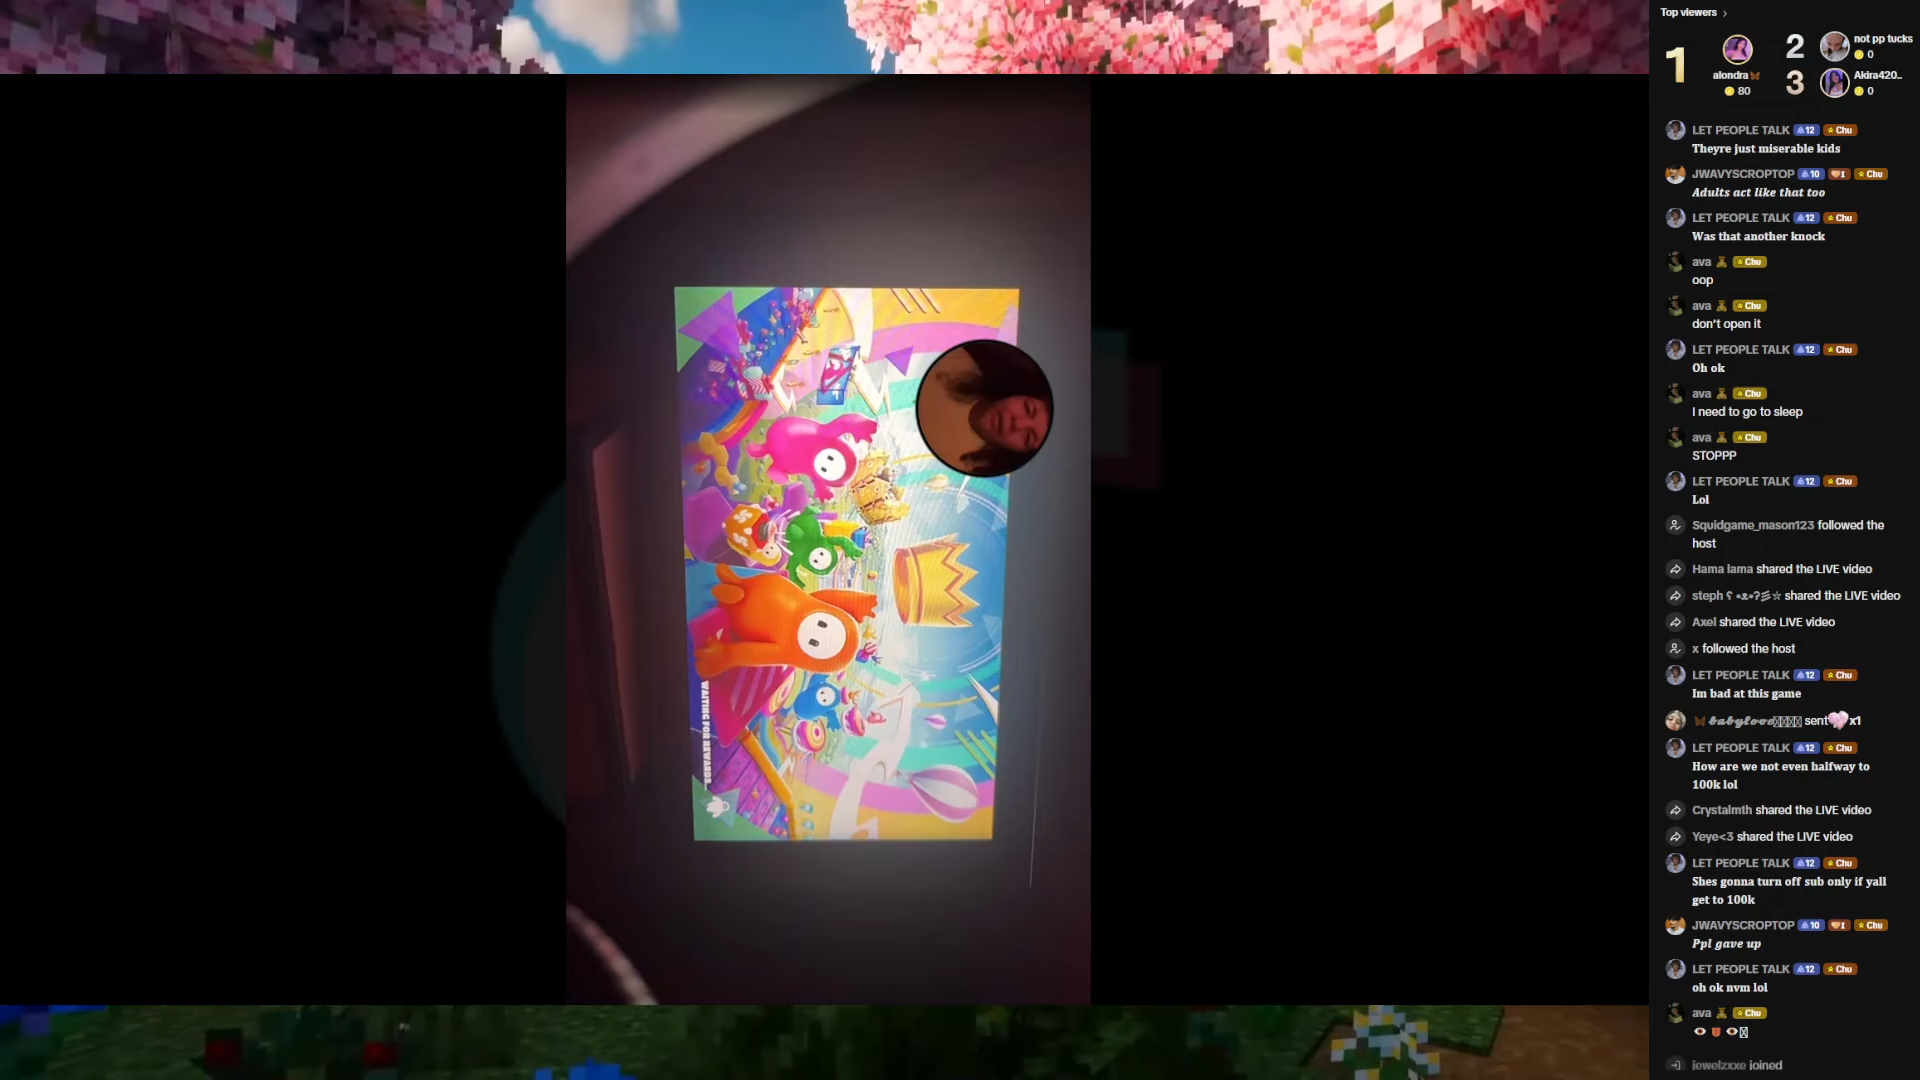 Top viewers
1
alondra
80
2
not pp tucks
0
3
Akira420..
0
LET PEOPLE TALK 12 Chu
Theyre just miserable kids
JWAVYSCROPTOP 10 I Chu
Adults act like that too
LET PEOPLE TALK 12 Chu
Was that another knock
ava Chu
oop
ava Chu
don't open it
LET PEOPLE TALK 12 Chu
Oh ok
ava Chu
I need to go to sleep
ava Chu
STOPPP
LET PEOPLE TALK 12 Chu
Lol
Squidgame_mason123 followed the
host
Hama lama shared the LIVE video
steph shared the LIVE video
Axel shared the LIVE video
x followed the host
LET PEOPLE TALK 12 Chu
Im bad at this game
𝓫𝓪𝓫𝔂𝓵𝓸𝓿𝓮 sent x1
LET PEOPLE TALK 12 Chu
How are we not even halfway to
100k lol
Crystalmth shared the LIVE video
Yeye<3 shared the LIVE video
LET PEOPLE TALK 12 Chu
Shes gonna turn off sub only if yall
get to 100k
JWAVYSCROPTOP 10 I Chu
Ppl gave up
LET PEOPLE TALK 12 Chu
oh ok nvm lol
ava Chu
jewelzxxe joined
WAITING FOR REWARDS...